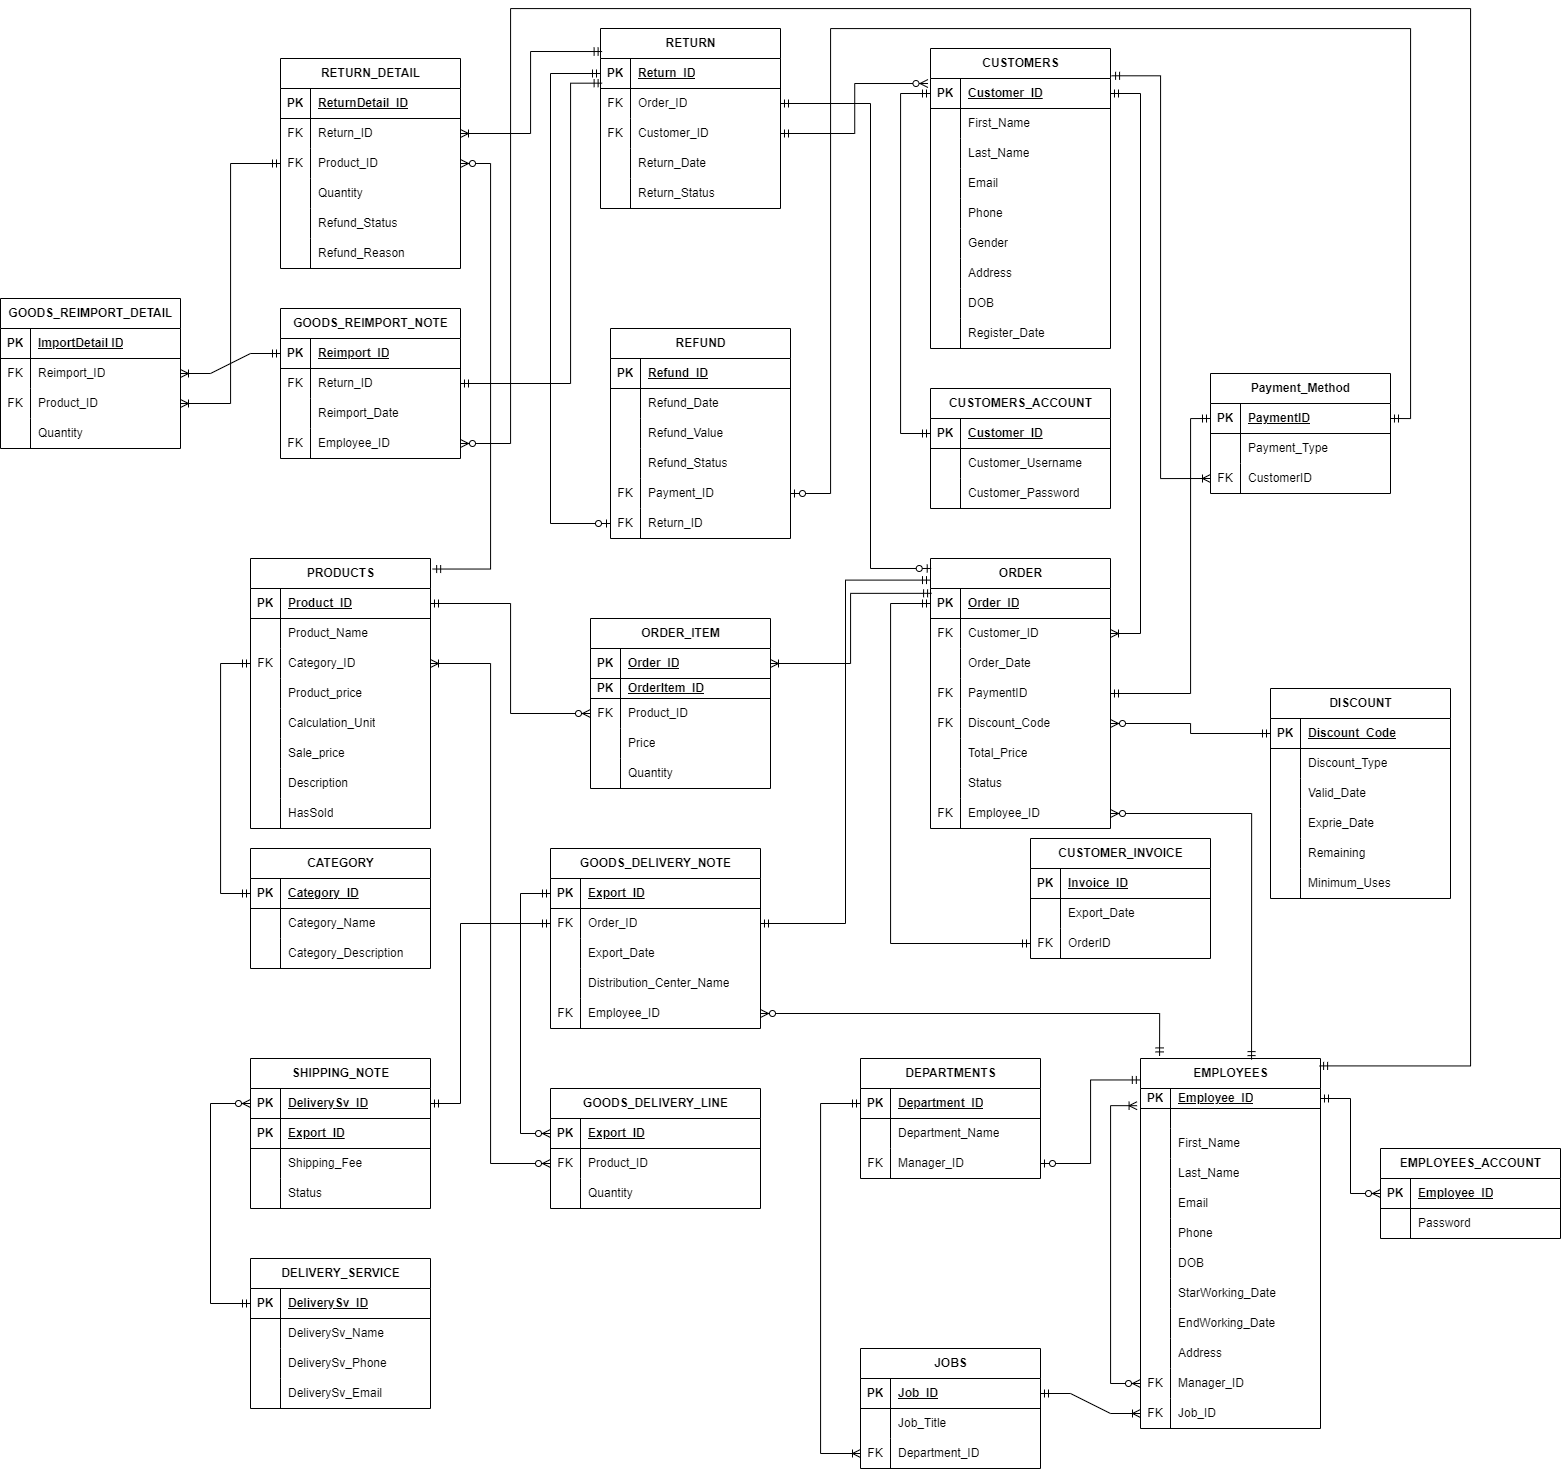 RETURN
PK Return_ID
FK Order_ID
FK Customer_ID
Return_Date
Return_Status
RETURN_DETAIL
PK ReturnDetail_ID
FK Return_ID
FK Product_ID
Quantity
Refund_Status
Refund_Reason
CUSTOMERS
PK Customer_ID
First_Name
Last_Name
Email
Phone
Gender
Address
DOB
Register_Date
GOODS_REIMPORT_DETAIL
PK ImportDetail ID
FK Reimport_ID
FK Product_ID
Quantity
GOODS_REIMPORT_NOTE
PK Reimport_ID
FK Return_ID
Reimport_Date
FK Employee_ID
REFUND
PK Refund_ID
Refund_Date
Refund_Value
Refund_Status
FK Payment_ID
FK Return_ID
CUSTOMERS_ACCOUNT
PK Customer_ID
Customer_Username
Customer_Password
Payment_Method
PK PaymentID
Payment_Type
FK CustomerID
PRODUCTS
PK Product_ID
Product_Name
FK Category_ID
Product_price
Calculation_Unit
Sale_price
Description
HasSold
ORDER_ITEM
PK Order_ID
PK OrderItem_ID
FK Product_ID
Price
Quantity
ORDER
PK Order_ID
FK Customer_ID
Order_Date
FK PaymentID
FK Discount_Code
Total_Price
Status
FK Employee_ID
DISCOUNT
PK Discount_Code
Discount_Type
Valid_Date
Exprie_Date
Remaining
Minimum_Uses
CATEGORY
PK Category_ID
Category_Name
Category_Description
GOODS_DELIVERY_NOTE
PK Export_ID
FK Order_ID
Export_Date
Distribution_Center_Name
FK Employee_ID
CUSTOMER_INVOICE
PK Invoice_ID
Export_Date
FK OrderID
SHIPPING_NOTE
PK DeliverySv_ID
PK Export_ID
Shipping_Fee
Status
GOODS_DELIVERY_LINE
PK Export_ID
FK Product_ID
Quantity
DEPARTMENTS
PK Department_ID
Department_Name
FK Manager_ID
EMPLOYEES
PK Employee_ID
First_Name
Last_Name
Email
Phone
DOB
StarWorking_Date
EndWorking_Date
Address
FK Manager_ID
FK Job_ID
EMPLOYEES_ACCOUNT
PK Employee_ID
Password
DELIVERY_SERVICE
PK DeliverySv_ID
DeliverySv_Name
DeliverySv_Phone
DeliverySv_Email
JOBS
PK Job_ID
Job_Title
FK Department_ID